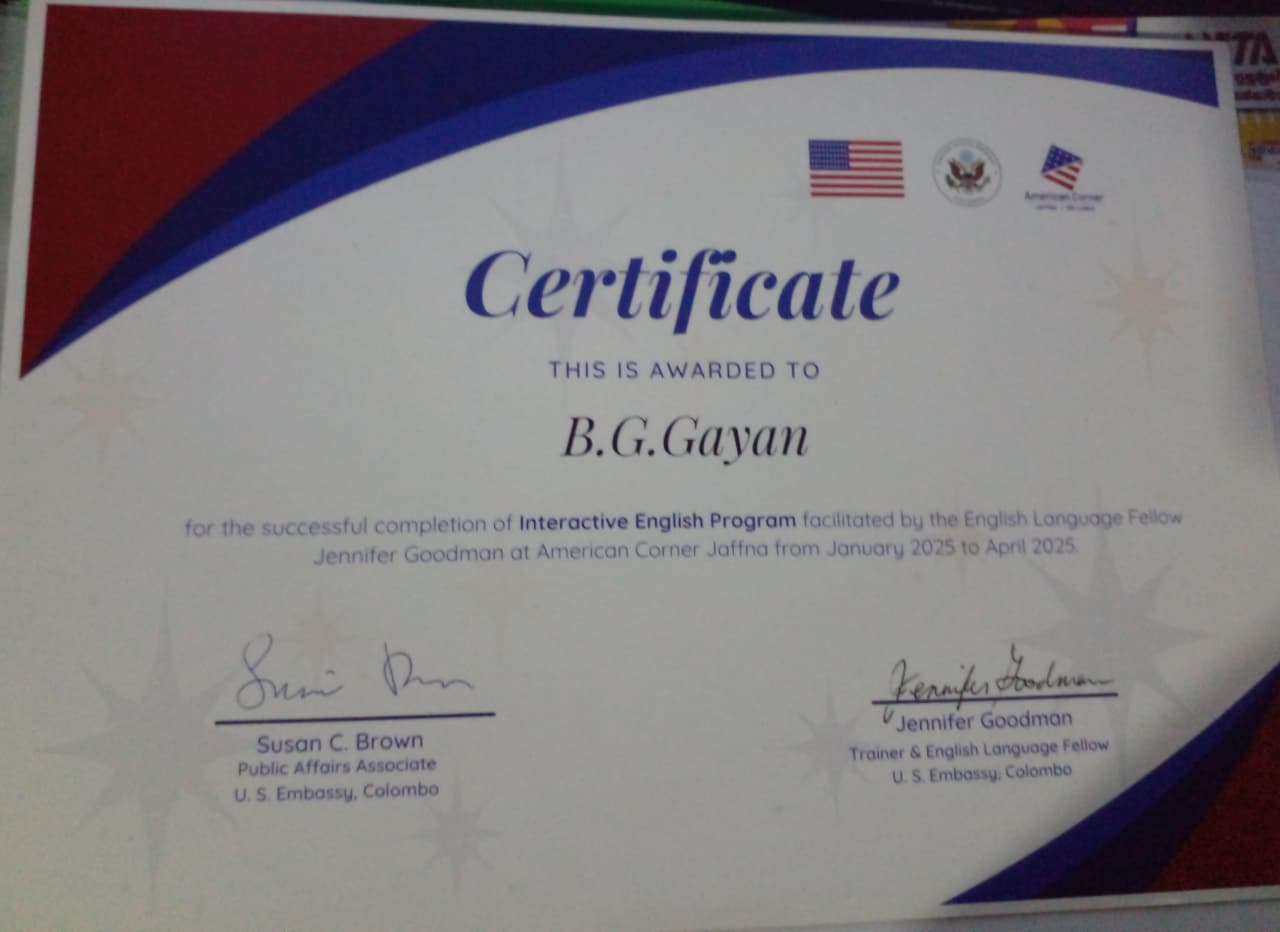 American Corner
Certificate
THIS IS AWARDED TO
B.G.Gayan
for the successful completion of Interactive English Program facilitated by the English Language Fellow
Jennifer Goodman at American Corner Jaffna from January 2025 to April 2025.
Jennifer Goodman
Susan C. Brown
Public Affairs Associate
U. S. Embassy, Colombo
Jennifer Goodman
Trainer & English Language Fellow
U. S. Embassy, Colombo